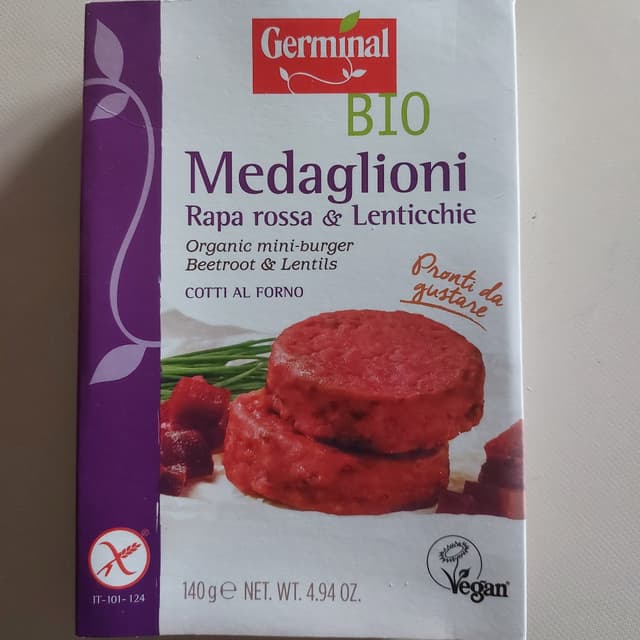 Germinal
BIO
Medaglioni
Rapa rossa & Lenticchie
Organic mini-burger
Beetroot & Lentils
COTTI AL FORNO
Pronti da
gustare
IT-101-124
140 g e NET. WT. 4.94 OZ.
Vegan